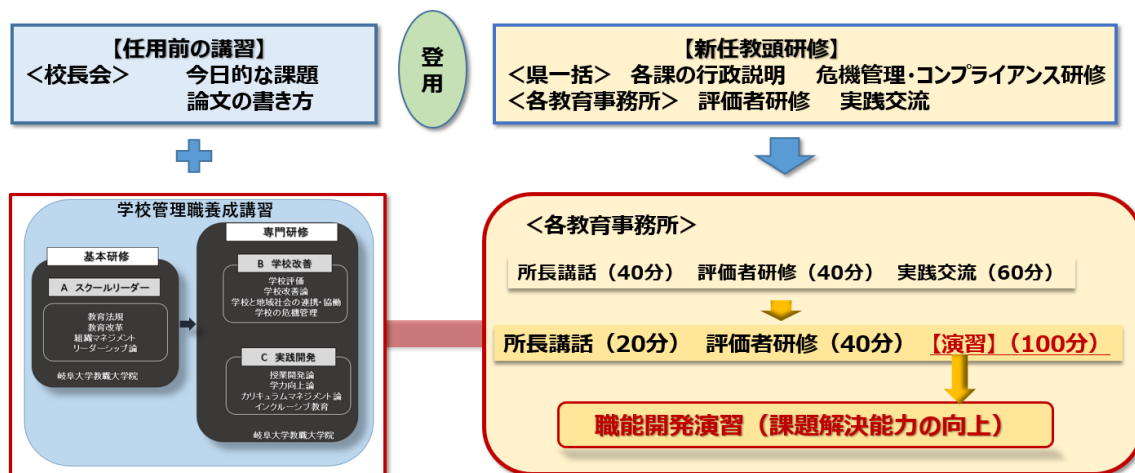 【任用前の講習】
<校長会> 今日的な課題
論文の書き方
登用
【新任教頭研修】
<県一括> 各課の行政説明 危機管理・コンプライアンス研修
<各教育事務所> 評価者研修 実践交流
学校管理職養成講習
基本研修
A スクールリーダー
教育法規
教育改革
組織マネジメント
リーダーシップ論
岐阜大学教職大学院
専門研修
B 学校改善
学校評価
学校改善論
学校と地域社会の連携・協働
学校の危機管理
C 実践開発
授業開発論
学力向上論
カリキュラムマネジメント論
インクルーシブ教育
岐阜大学教職大学院
<各教育事務所>
所長講話（40分） 評価者研修（40分） 実践交流（60分）
所長講話（20分） 評価者研修（40分） 【演習】（100分）
職能開発演習（課題解決能力の向上）